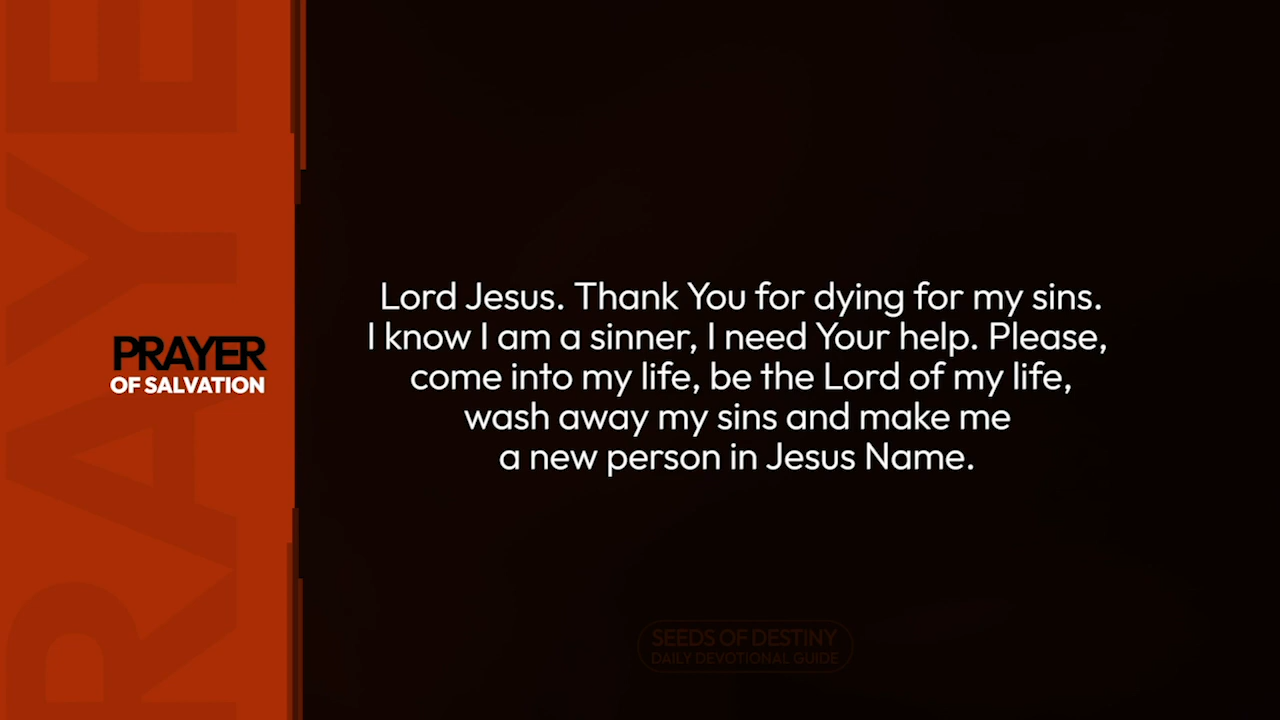 PRAYER
PRAYER
OF SALVATION
Lord Jesus. Thank You for dying for my sins.
I know I am a sinner, I need Your help. Please,
come into my life, be the Lord of my life,
wash away my sins and make me
a new person in Jesus Name.
SEEDS OF DESTINY
DAILY DEVOTIONAL GUIDE